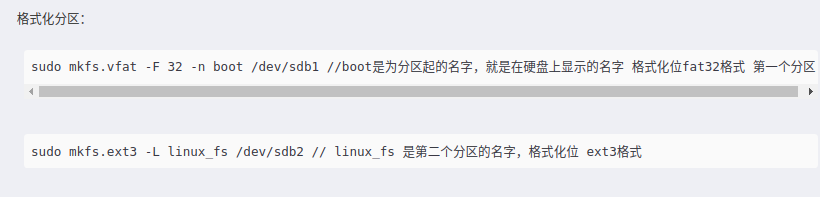 格式化分区：
sudo mkfs.vfat -F 32 -n boot /dev/sdb1 //boot是为分区起的名字，就是在硬盘上显示的名字 格式化位fat32格式 第一个分区
sudo mkfs.ext3 -L linux_fs /dev/sdb2 // linux_fs 是第二个分区的名字，格式化位 ext3格式